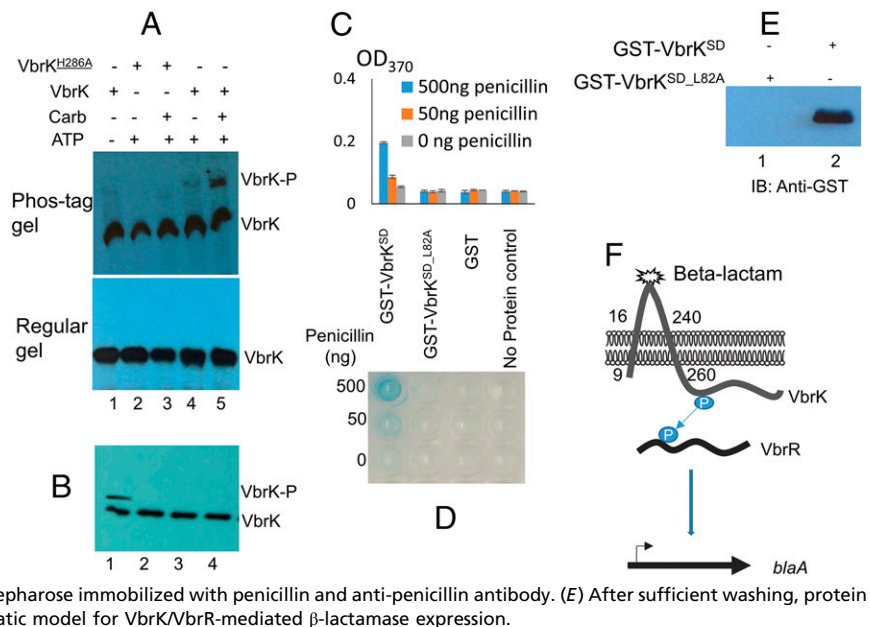 A
VbrK^H286A - + + - -
VbrK + - - + +
Carb - - + - +
ATP - + + + +
Phos-tag gel
VbrK-P
VbrK
Regular gel
VbrK
1 2 3 4 5
B
VbrK-P
VbrK
1 2 3 4
C
OD370
0.4
0.2
0
500ng penicillin
50ng penicillin
0 ng penicillin
GST-VbrK^SD
GST-VbrK^SD_L82A
GST
No Protein control
Penicillin (ng)
500
50
0
D
E
GST-VbrK^SD - +
GST-VbrK^SD_L82A + -
1 2
IB: Anti-GST
F
Beta-lactam
16 240
9 260
VbrK
P
P
VbrR
blaA
epharose immobilized with penicillin and anti-penicillin antibody. (E) After sufficient washing, protein
atic model for VbrK/VbrR-mediated β-lactamase expression.